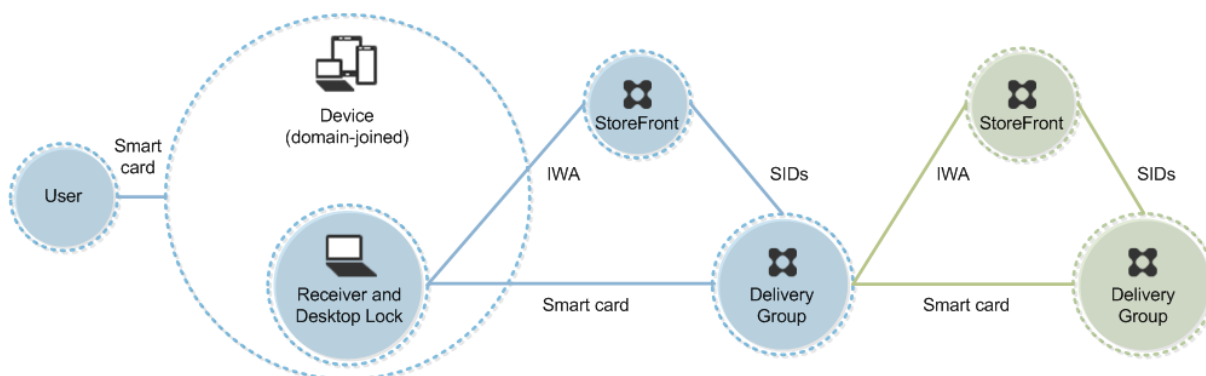 User
Smart
card
Device
(domain-joined)
Receiver and
Desktop Lock
IWA
StoreFront
SIDs
Smart card
Delivery
Group
IWA
StoreFront
SIDs
Smart card
Delivery
Group